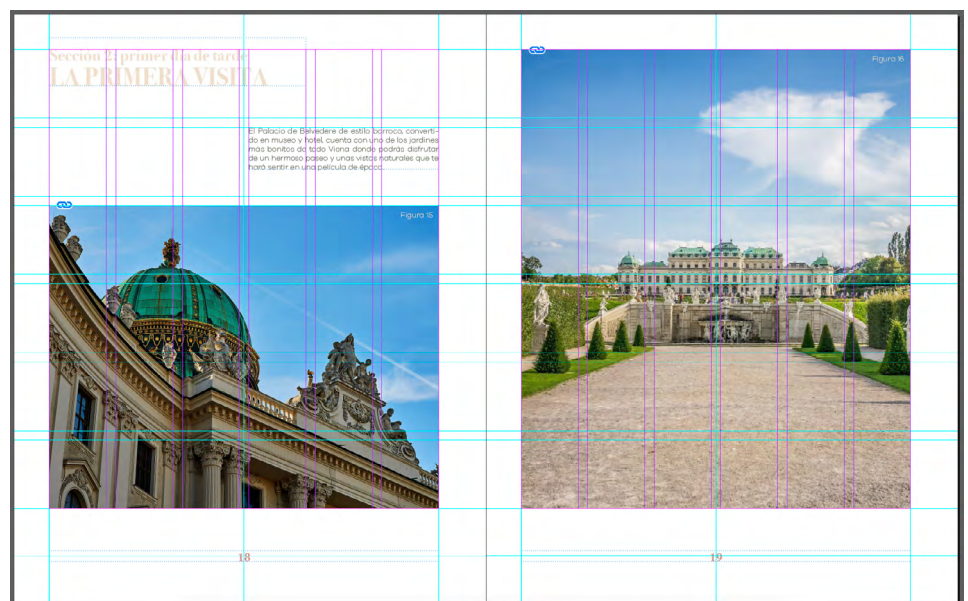 Sección 2: primer día de tarde
LA PRIMERA VISITA
El Palacio de Belvedere de estilo barroco, converti-
do en museo y hotel, cuenta con uno de los jardines
más bonitos de todo Viena donde podrás disfrutar
de un hermoso paseo y unas vistas naturales que te
hará sentir en una película de época.
Figura 15
18
Figura 16
19